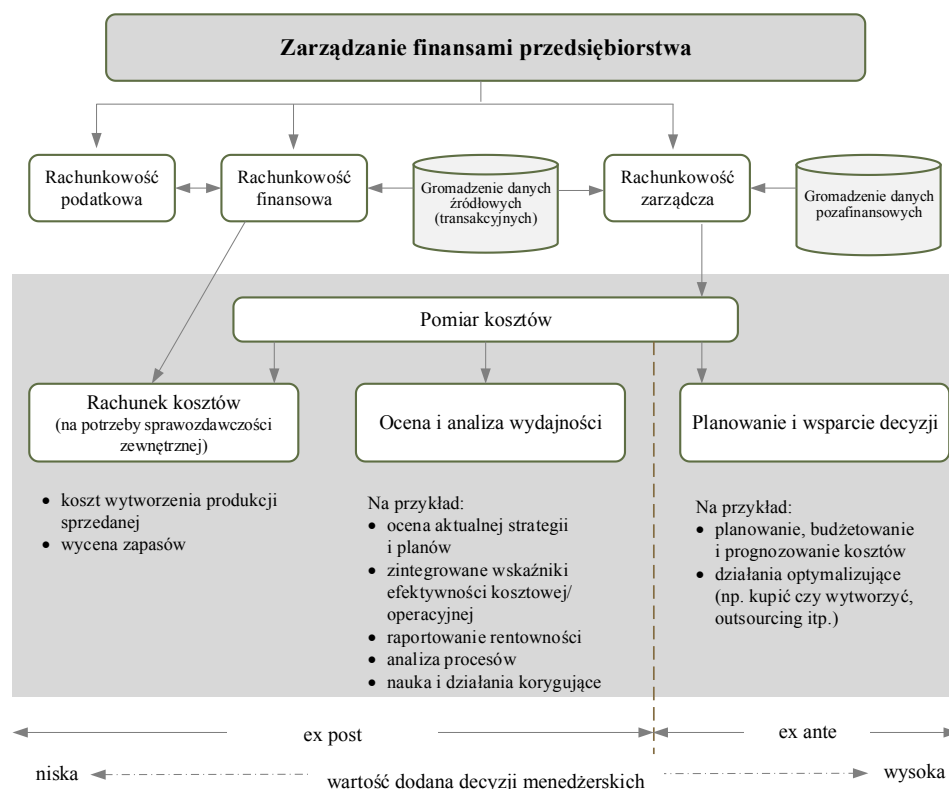 Zarządzanie finansami przedsiębiorstwa
Rachunkowość
podatkowa
Rachunkowość
finansowa
Gromadzenie danych
źródłowych
(transakcyjnych)
Rachunkowość
zarządcza
Gromadzenie danych
pozafinansowych
Pomiar kosztów
Rachunek kosztów
(na potrzeby sprawozdawczości
zewnętrznej)
Ocena i analiza wydajności
Planowanie i wsparcie decyzji
• koszt wytworzenia produkcji
sprzedanej
• wycena zapasów
Na przykład:
• ocena aktualnej strategii
i planów
• zintegrowane wskaźniki
efektywności kosztowej/
operacyjnej
• raportowanie rentowności
• analiza procesów
• nauka i działania korygujące
Na przykład:
• planowanie, budżetowanie
i prognozowanie kosztów
• działania optymalizujące
(np. kupić czy wytworzyć,
outsourcing itp.)
ex post
ex ante
niska
wartość dodana decyzji menedżerskich
wysoka